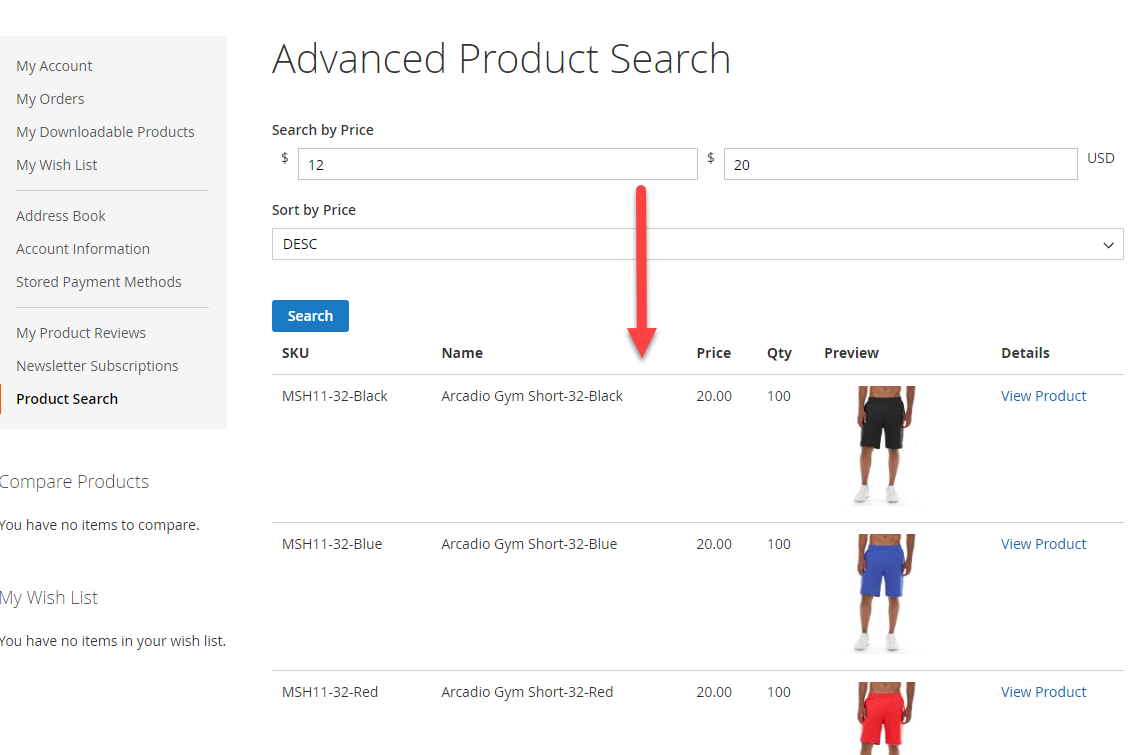 My Account
My Orders
My Downloadable Products
My Wish List
Address Book
Account Information
Stored Payment Methods
My Product Reviews
Newsletter Subscriptions
Product Search
Compare Products
You have no items to compare.
My Wish List
You have no items in your wish list.
Advanced Product Search
Search by Price
$ 12 $ 20 USD
Sort by Price
DESC
Search
SKU Name Price Qty Preview Details
MSH11-32-Black Arcadio Gym Short-32-Black 20.00 100 View Product
MSH11-32-Blue Arcadio Gym Short-32-Blue 20.00 100 View Product
MSH11-32-Red Arcadio Gym Short-32-Red 20.00 100 View Product